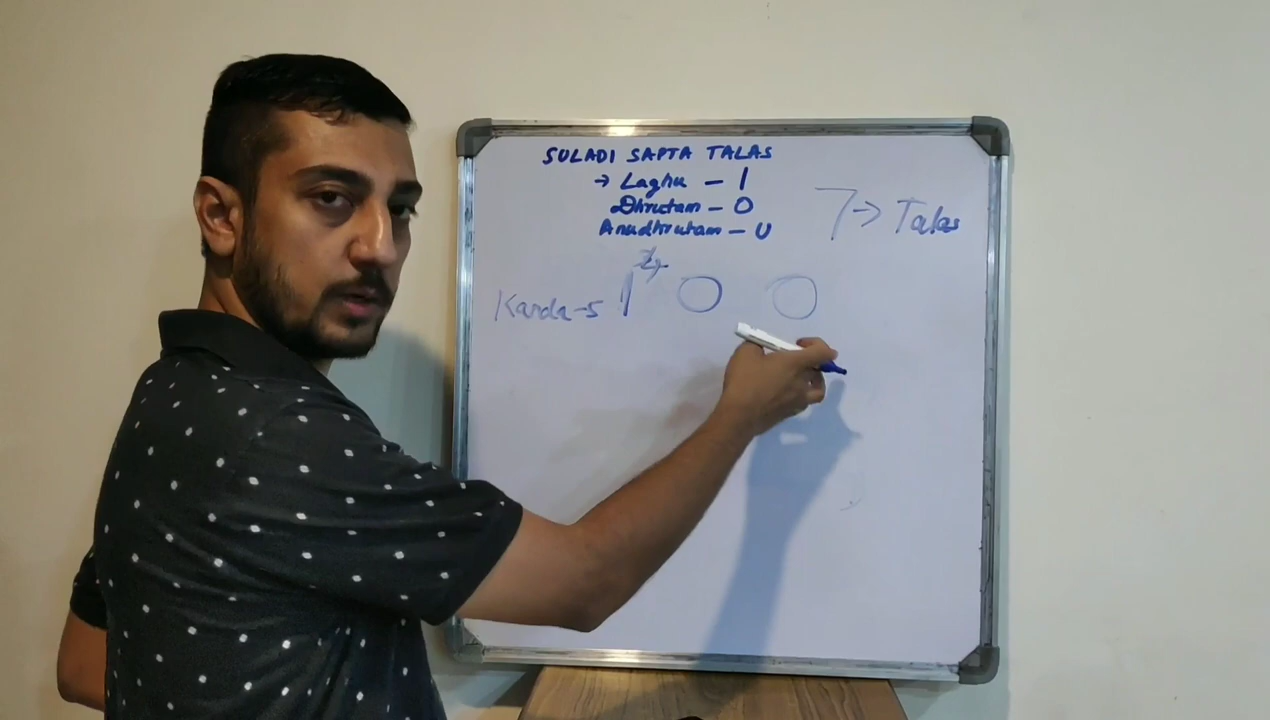 SULADI SAPTA TALAS
→ Laghu – I
Dhrutam – O
Anudhrutam – U
7 → Talas
Kanda-5 I O O